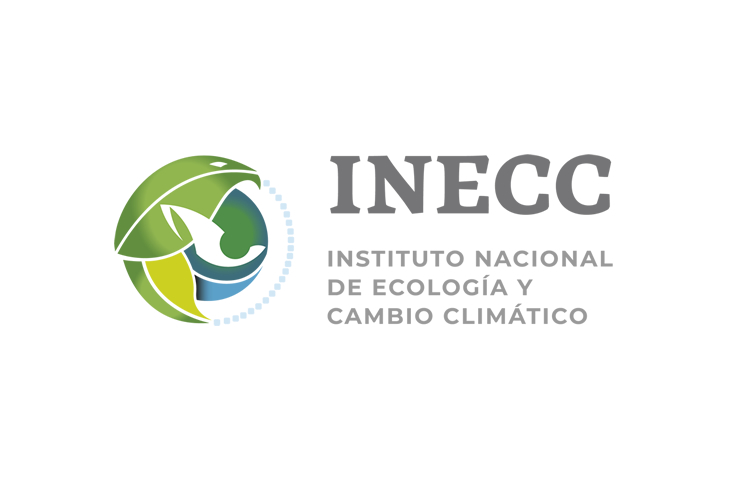 INECC
INSTITUTO NACIONAL
DE ECOLOGÍA Y
CAMBIO CLIMÁTICO